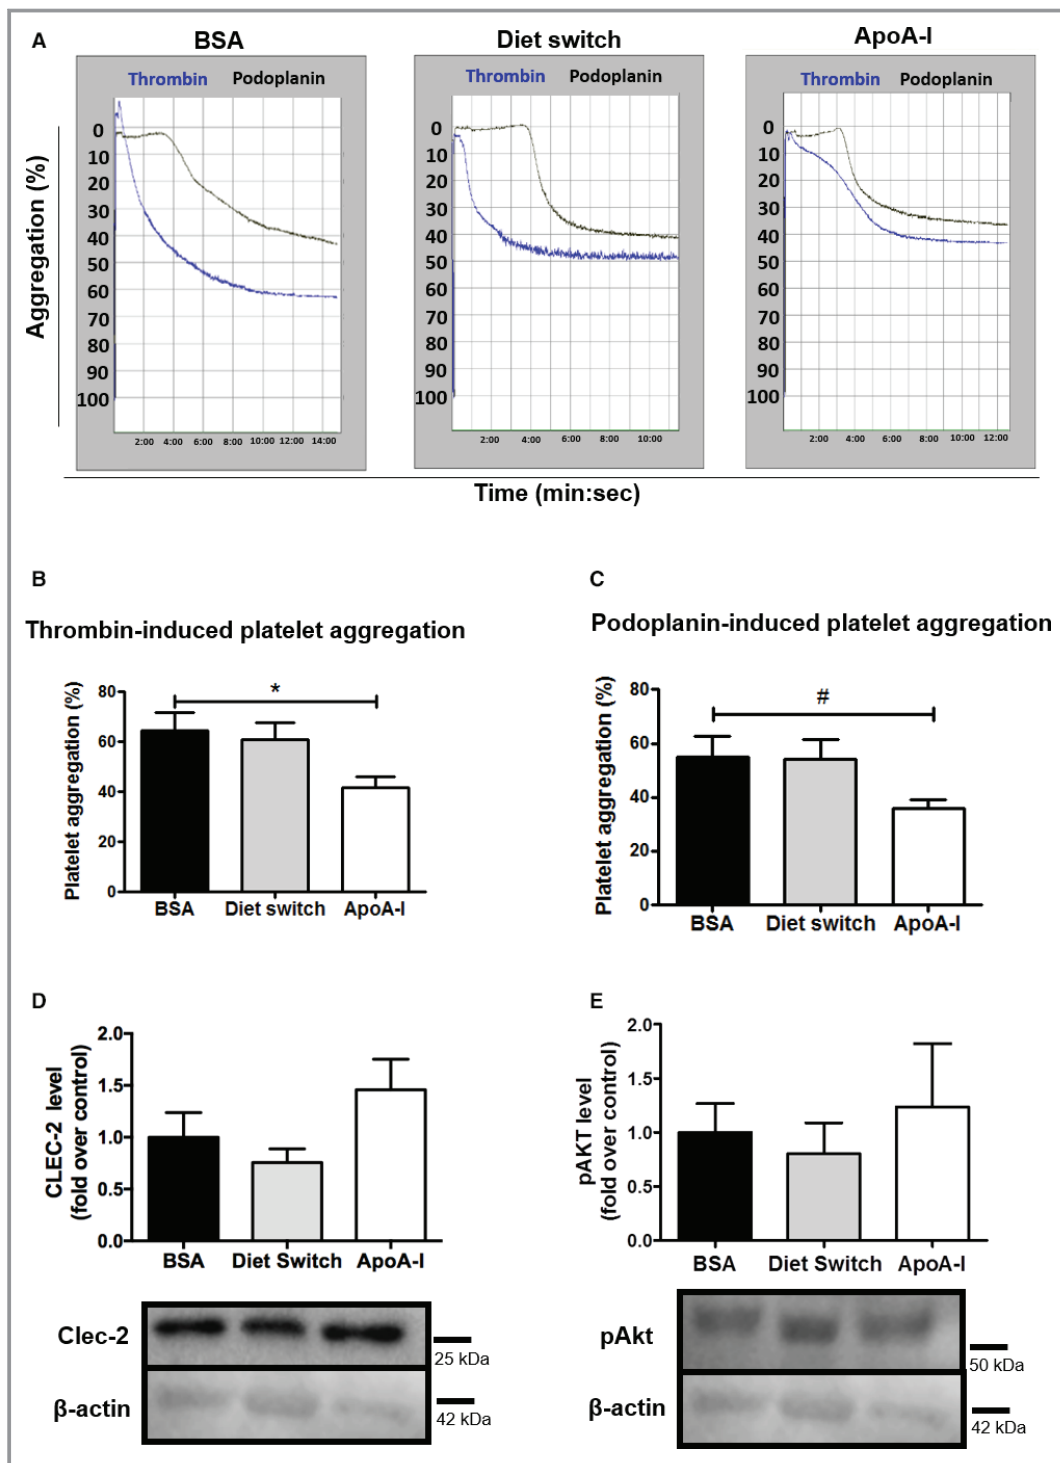 A
BSA
Diet switch
ApoA-I
Thrombin Podoplanin
Thrombin Podoplanin
Thrombin Podoplanin
Aggregation (%)
0
10
20
30
40
50
60
70
80
90
100
2:00 4:00 6:00 8:00 10:00 12:00 14:00
0
10
20
30
40
50
60
70
80
90
100
2:00 4:00 6:00 8:00 10:00
0
10
20
30
40
50
60
70
80
90
100
2:00 4:00 6:00 8:00 10:00 12:00
Time (min:sec)
B
Thrombin-induced platelet aggregation
Platelet aggregation (%)
80
60
40
20
0
*
BSA Diet switch ApoA-I
C
Podoplanin-induced platelet aggregation
Platelet aggregation (%)
80
60
40
20
0
#
BSA Diet switch ApoA-I
D
CLEC-2 level
(fold over control)
2.0
1.5
1.0
0.5
0.0
BSA Diet Switch ApoA-I
Clec-2
25 kDa
β-actin
42 kDa
E
pAKT level
(fold over control)
2.0
1.5
1.0
0.5
0.0
BSA Diet Switch ApoA-I
pAkt
50 kDa
β-actin
42 kDa